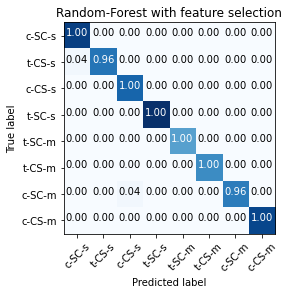 Random-Forest with feature selection
c-SC-s 1.00 0.00 0.00 0.00 0.00 0.00 0.00 0.00
t-CS-s 0.04 0.96 0.00 0.00 0.00 0.00 0.00 0.00
c-CS-s 0.00 0.00 1.00 0.00 0.00 0.00 0.00 0.00
t-SC-s 0.00 0.00 0.00 1.00 0.00 0.00 0.00 0.00
t-SC-m 0.00 0.00 0.00 0.00 1.00 0.00 0.00 0.00
t-CS-m 0.00 0.00 0.00 0.00 0.00 1.00 0.00 0.00
c-SC-m 0.00 0.00 0.04 0.00 0.00 0.00 0.96 0.00
c-CS-m 0.00 0.00 0.00 0.00 0.00 0.00 0.00 1.00
True label
c-SC-s t-CS-s c-CS-s t-SC-s t-SC-m t-CS-m c-SC-m c-CS-m
Predicted label